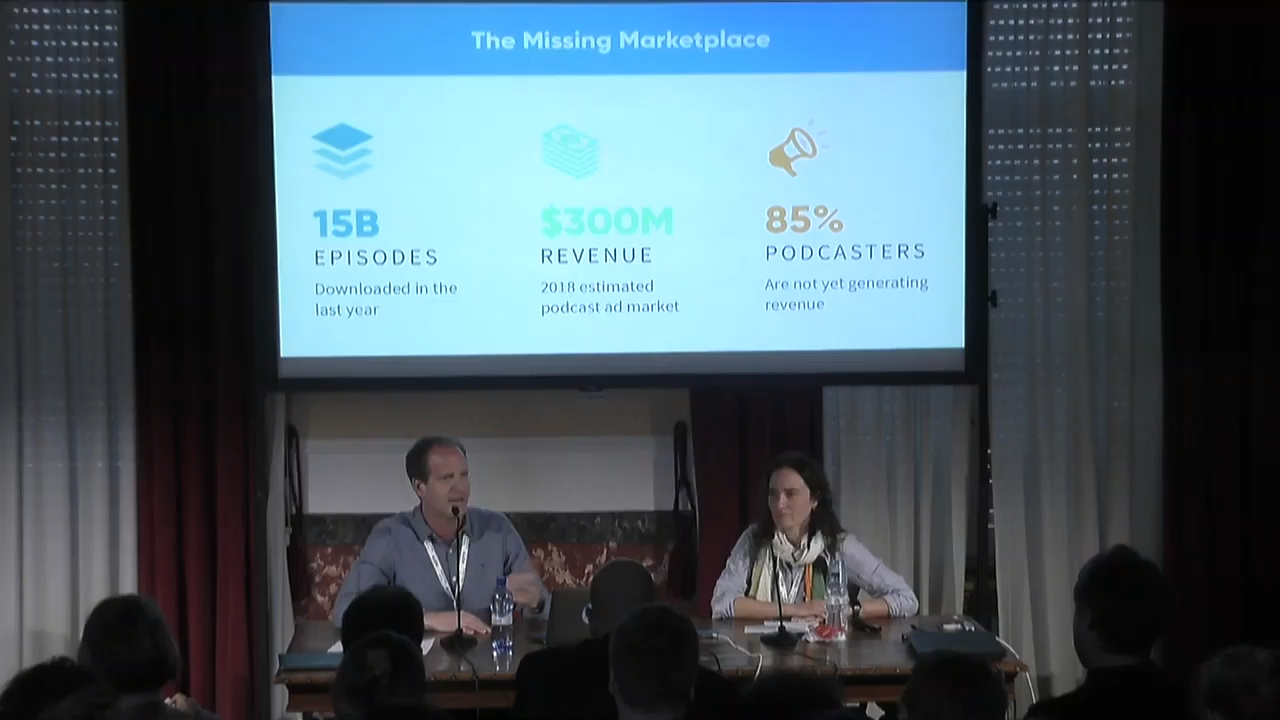 The Missing Marketplace
15B
EPISODES
Downloaded in the
last year
$300M
REVENUE
2018 estimated
podcast ad market
85%
PODCASTERS
Are not yet generating
revenue